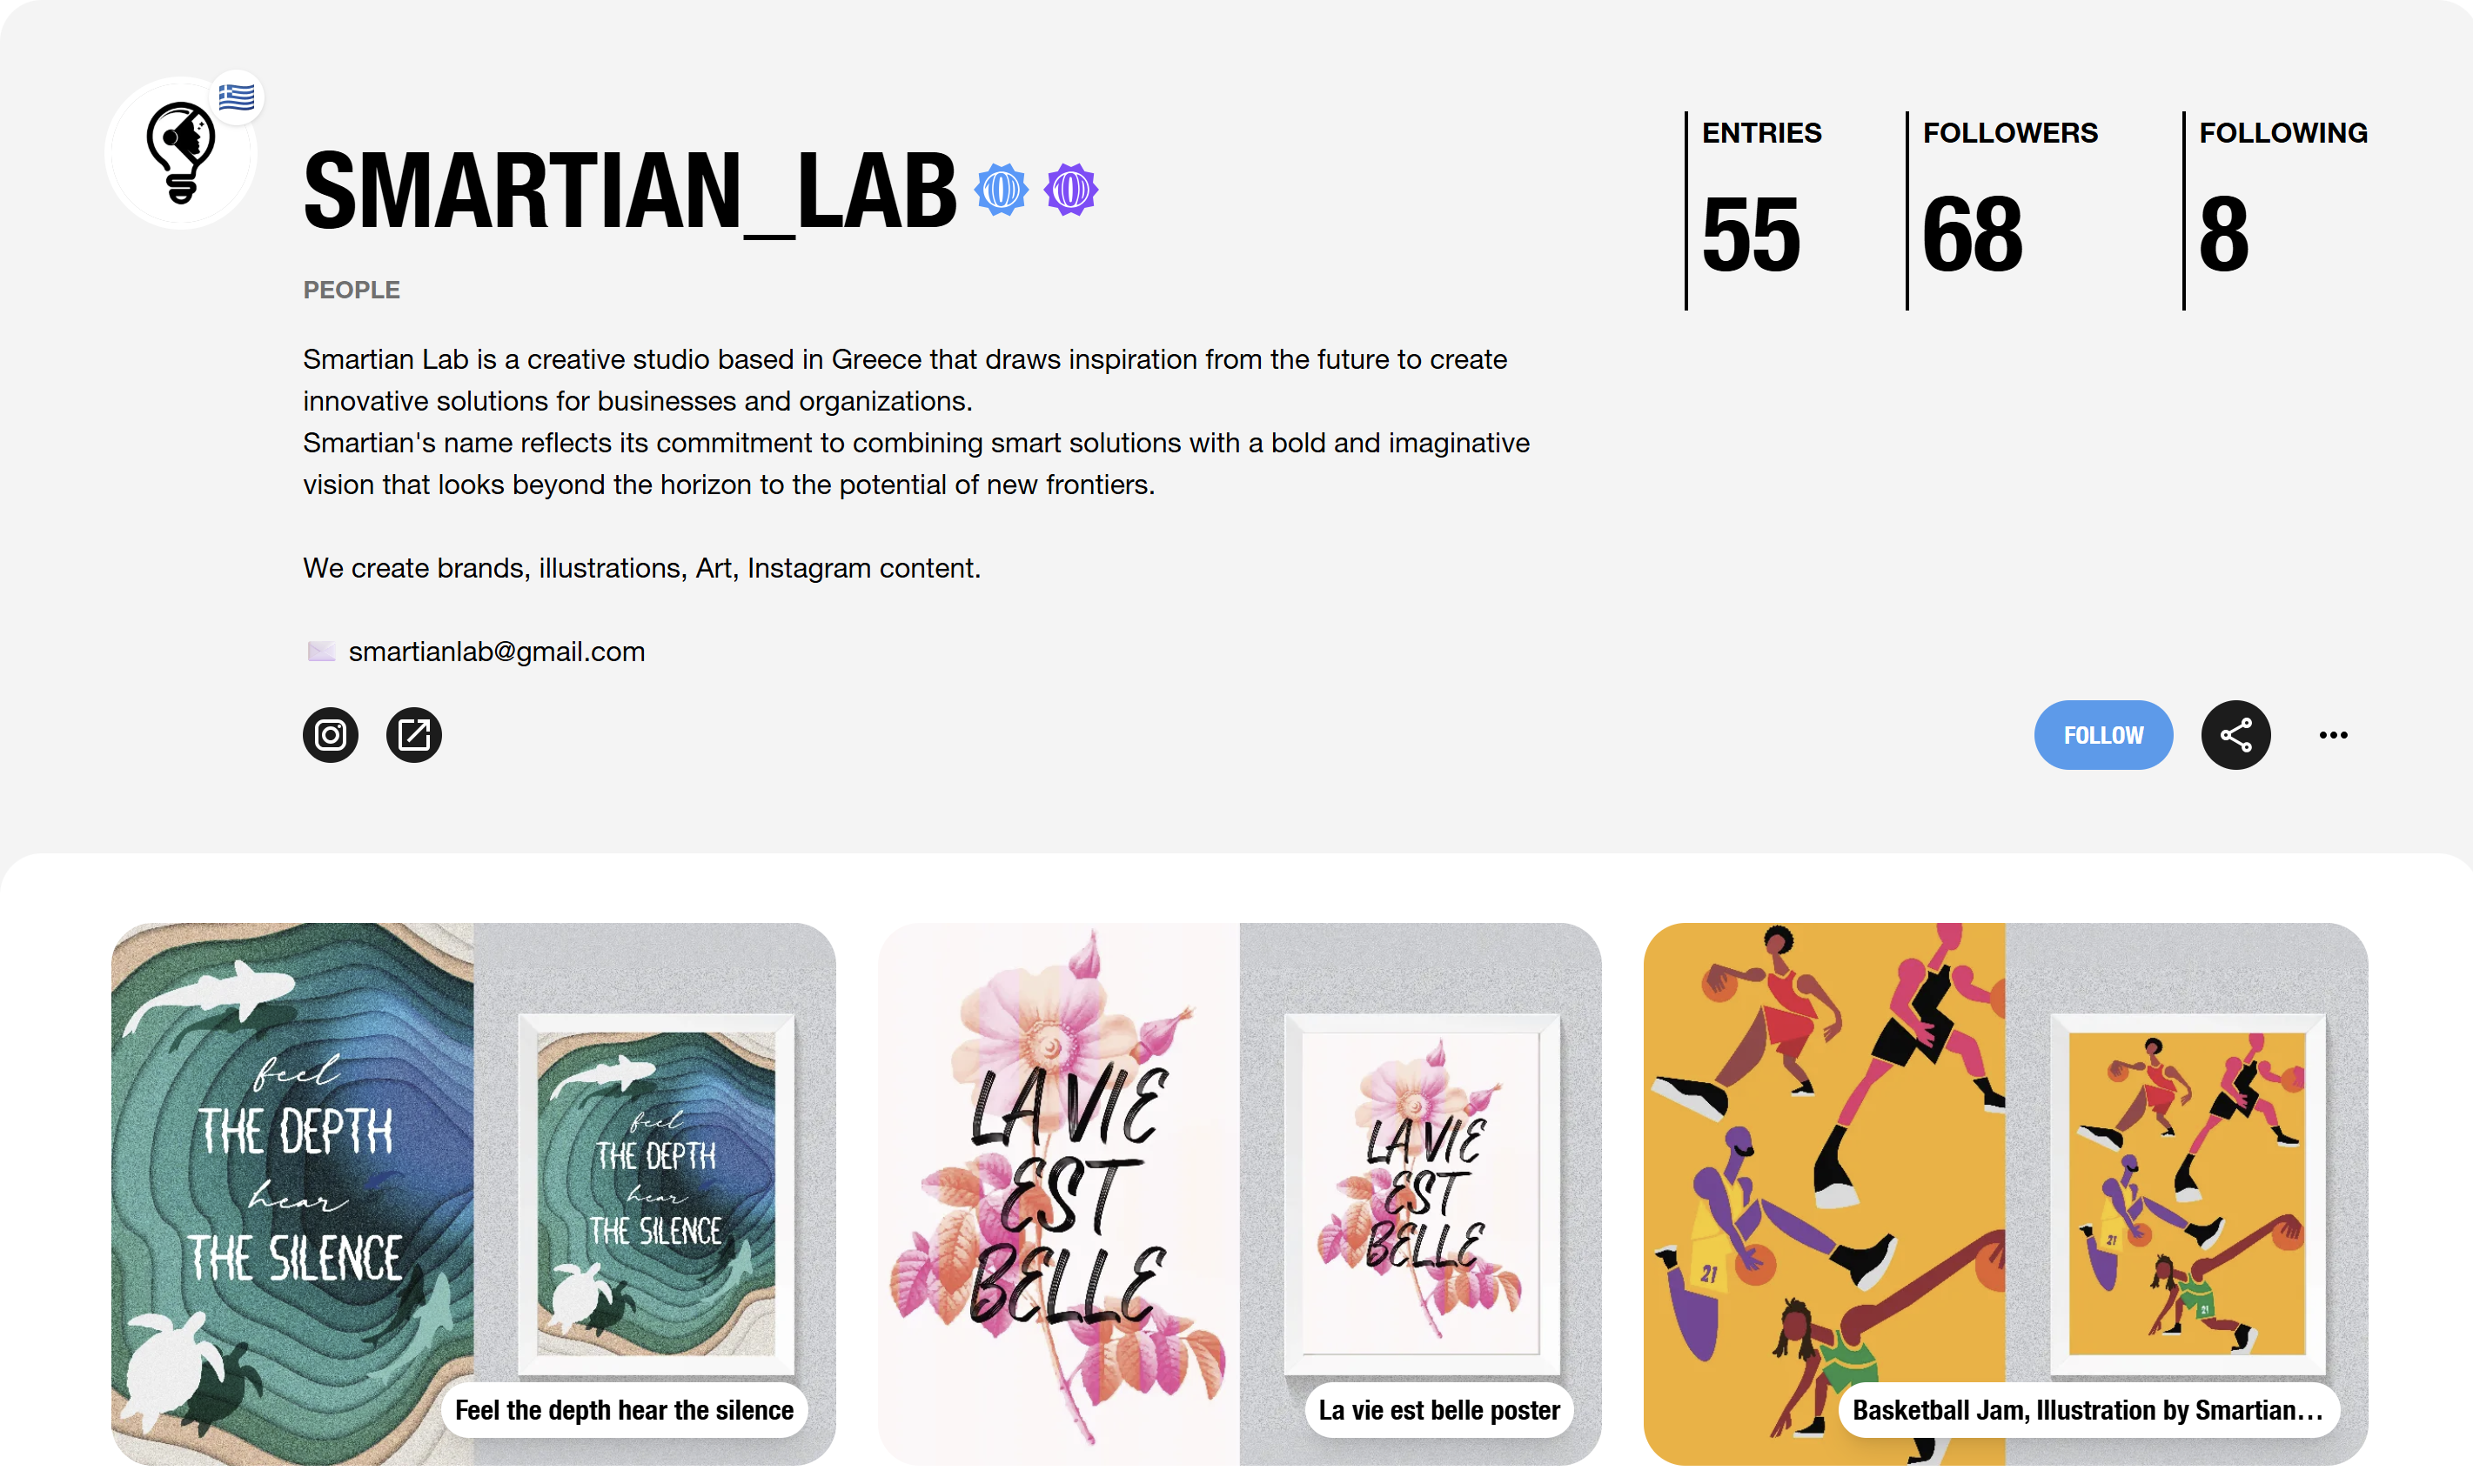 SMARTIAN_LAB
PEOPLE
ENTRIES
55
FOLLOWERS
68
FOLLOWING
8
Smartian Lab is a creative studio based in Greece that draws inspiration from the future to create
innovative solutions for businesses and organizations.
Smartian's name reflects its commitment to combining smart solutions with a bold and imaginative
vision that looks beyond the horizon to the potential of new frontiers.
We create brands, illustrations, Art, Instagram content.
smartianlab@gmail.com
FOLLOW
feel
THE DEPTH
hear
THE SILENCE
feel
THE DEPTH
hear
THE SILENCE
Feel the depth hear the silence
LA VIE
EST
BELLE
LA VIE
EST
BELLE
La vie est belle poster
21
21
21
Basketball Jam, Illustration by Smartian...